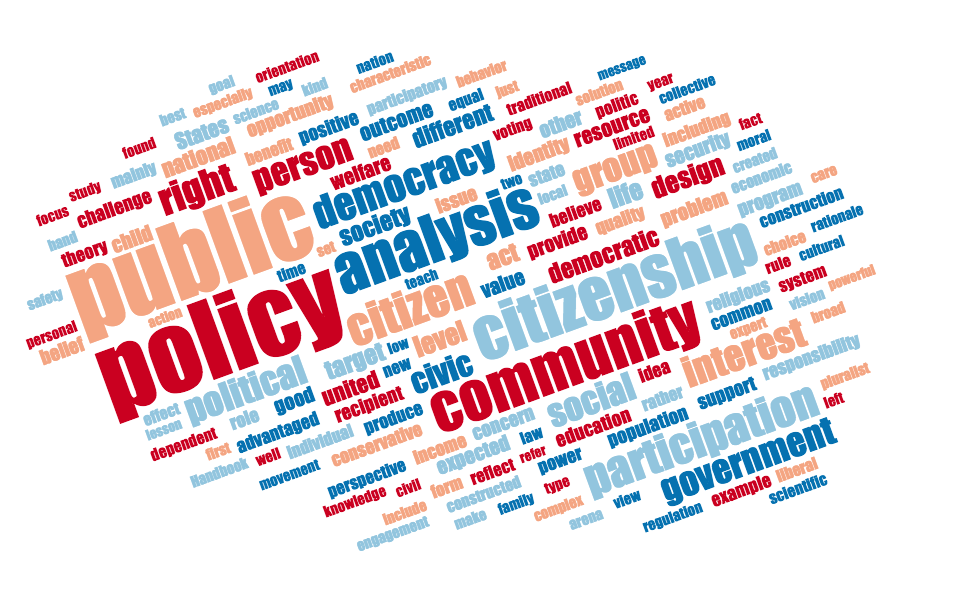 orientation
nation
goal
may
kind
characteristic
message
best
especially
science
participatory
behavior
year
solution
collective
found
States
opportunity
positive
outcome
equal
just
traditional
politic
active
mainly
national
benefit
need
different
voting
other
resource
limited
including
fact
study
focus
challenge
right
person
welfare
democracy
identity
group
security
moral
hand
theory
child
public
set
society
issue
two
state
local
life
design
created
economic
care
safety
time
analysis
believe
quality
problem
program
construction
rationale
personal
belief
action
policy
teach
act
provide
democratic
citizenship
choice
cultural
citizen
value
rule
system
powerful
effect
lesson
political
target
low
new
level
religious
common
vision
expert
broad
dependent
role
good
united
civic
community
interest
responsibility
first
advantaged
recipient
idea
Handbook
well
individual
produce
social
rather
support
pluralist
movement
conservative
income
concern
education
population
participation
left
perspective
expected
law
knowledge
civil
reflect
refer
power
government
include
form
constructed
type
example
liberal
engagement
make
family
complex
view
regulation
scientific
arena